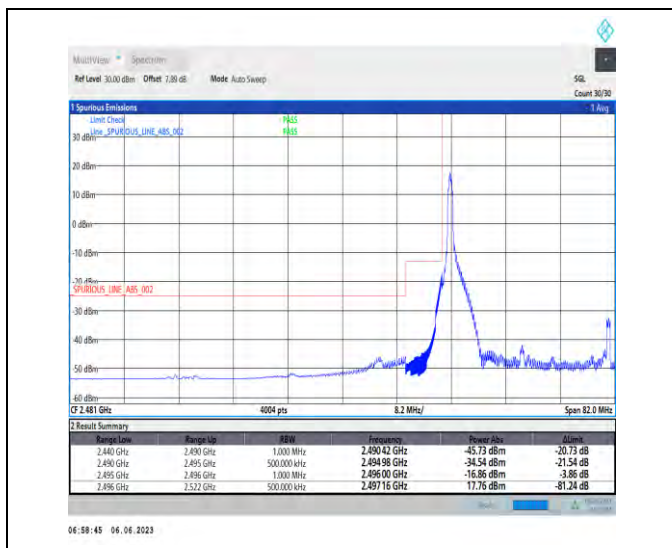 MultiView Spectrum
Ref Level 30.00 dBm Offset 7.89 dB Mode Auto Sweep SGL
Count 30/30
1 Spurious Emissions 1 Avg
Limit Check PASS
Line _SPURIOUS_LINE_ABS_002 PASS
30 dBm
20 dBm
10 dBm
0 dBm
-10 dBm
-20 dBm
SPURIOUS_LINE_ABS_002
-30 dBm
-40 dBm
-50 dBm
-60 dBm
CF 2.481 GHz 4004 pts 8.2 MHz/ Span 82.0 MHz
2 Result Summary
Range Low Range Up RBW Frequency Power Abs ΔLimit
2.440 GHz 2.490 GHz 1.000 MHz 2.49042 GHz -45.73 dBm -20.73 dB
2.490 GHz 2.495 GHz 500.000 kHz 2.49498 GHz -34.54 dBm -21.54 dB
2.495 GHz 2.496 GHz 1.000 MHz 2.49600 GHz -16.86 dBm -3.86 dB
2.496 GHz 2.522 GHz 500.000 kHz 2.49716 GHz 17.76 dBm -81.24 dB
06:58:45 06.06.2023